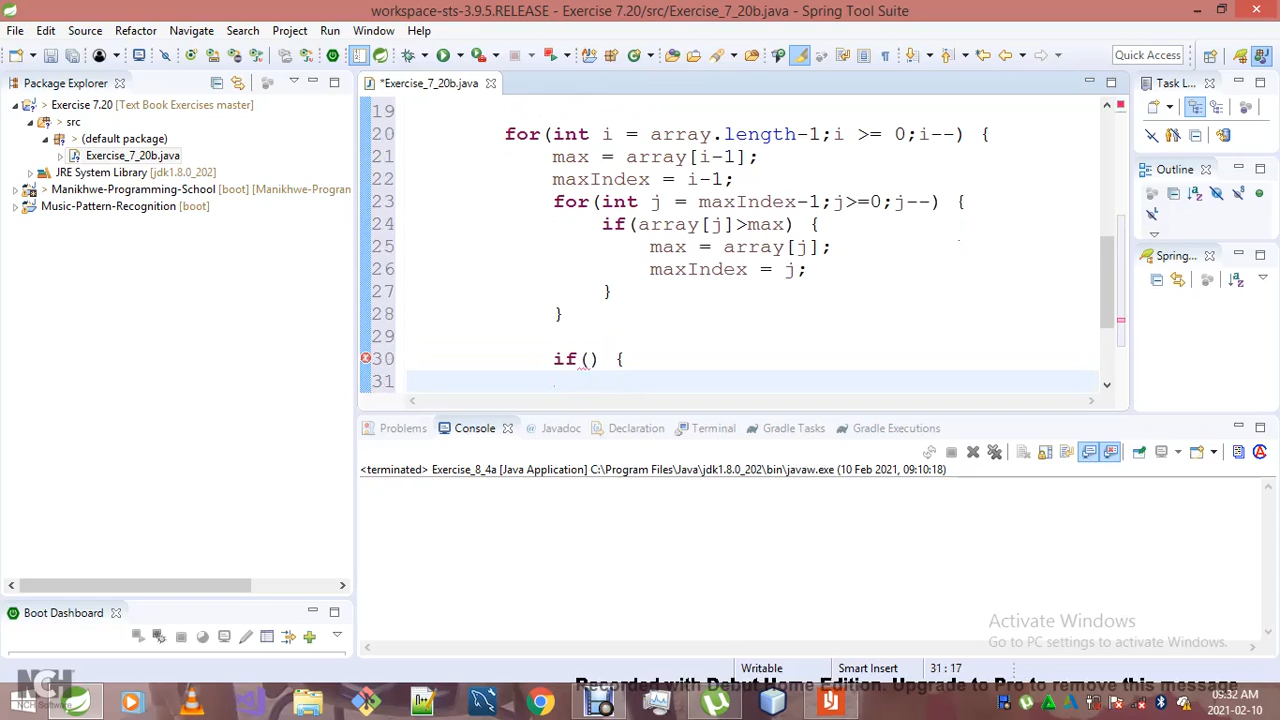 workspace-sts-3.9.5.RELEASE - Exercise 7.20/src/Exercise_7_20b.java - Spring Tool Suite
File Edit Source Refactor Navigate Search Project Run Window Help
Quick Access
Package Explorer
*Exercise_7_20b.java
Task L...
> Exercise 7.20 [Text Book Exercises master]
> src
> (default package)
Exercise_7_20b.java
JRE System Library [jdk1.8.0_202]
> Manikhwe-Programming-School [boot] [Manikhwe-Progran
Music-Pattern-Recognition [boot]
19
20 for(int i = array.length-1;i >= 0;i--) {
21 max = array[i-1];
22 maxIndex = i-1;
23 for(int j = maxIndex-1;j>=0;j--) {
24 if(array[j]>max) {
25 max = array[j];
26 maxIndex = j;
27 }
28 }
29
30 if() {
31
Outline
Spring...
Problems Console Javadoc Declaration Terminal Gradle Tasks Gradle Executions
<terminated> Exercise_8_4a [Java Application] C:\Program Files\Java\jdk1.8.0_202\bin\javaw.exe (10 Feb 2021, 09:10:18)
Boot Dashboard
Activate Windows
Go to PC settings to activate Windows.
Writable Smart Insert 31 : 17
Recorded with Debut Home Edition. Upgrade to Pro to remove this message
NCH
NCH Software
09:32 AM
2021-02-10